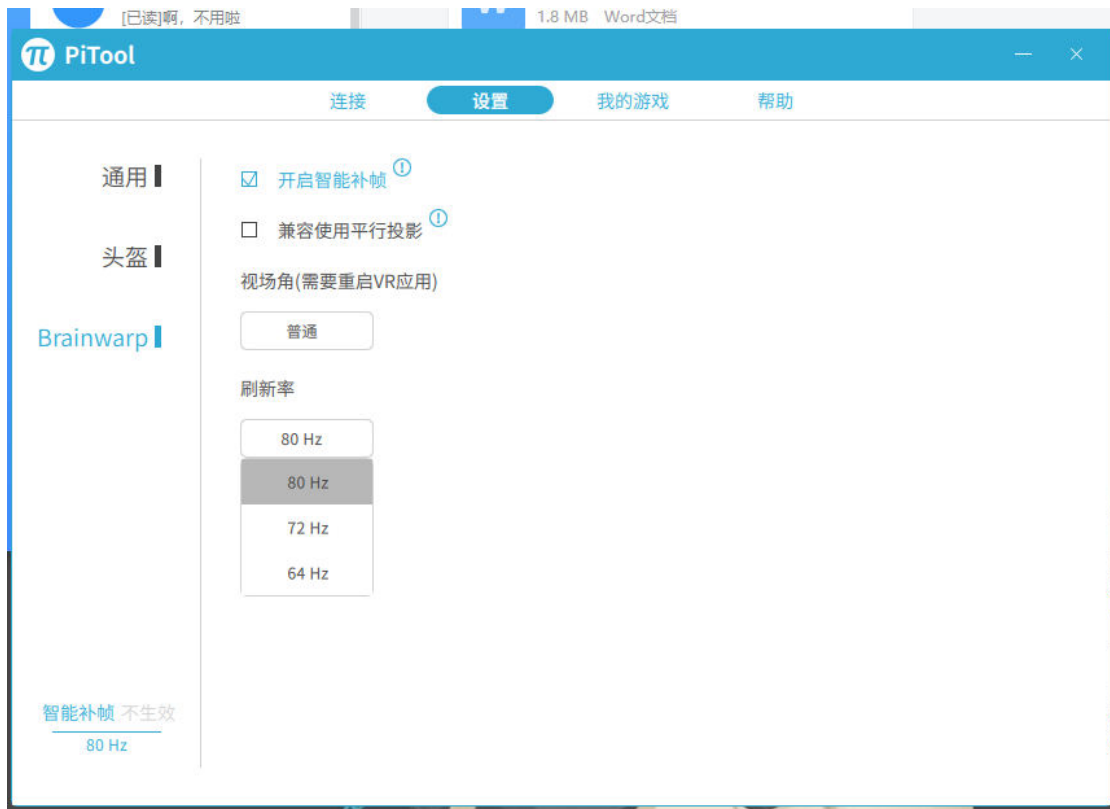 [已读]啊，不用啦
1.8 MB Word文档
PiTool
连接 设置 我的游戏 帮助
通用
头盔
Brainwarp
开启智能补帧
兼容使用平行投影
视场角(需要重启VR应用)
普通
刷新率
80 Hz
80 Hz
72 Hz
64 Hz
智能补帧 不生效
80 Hz